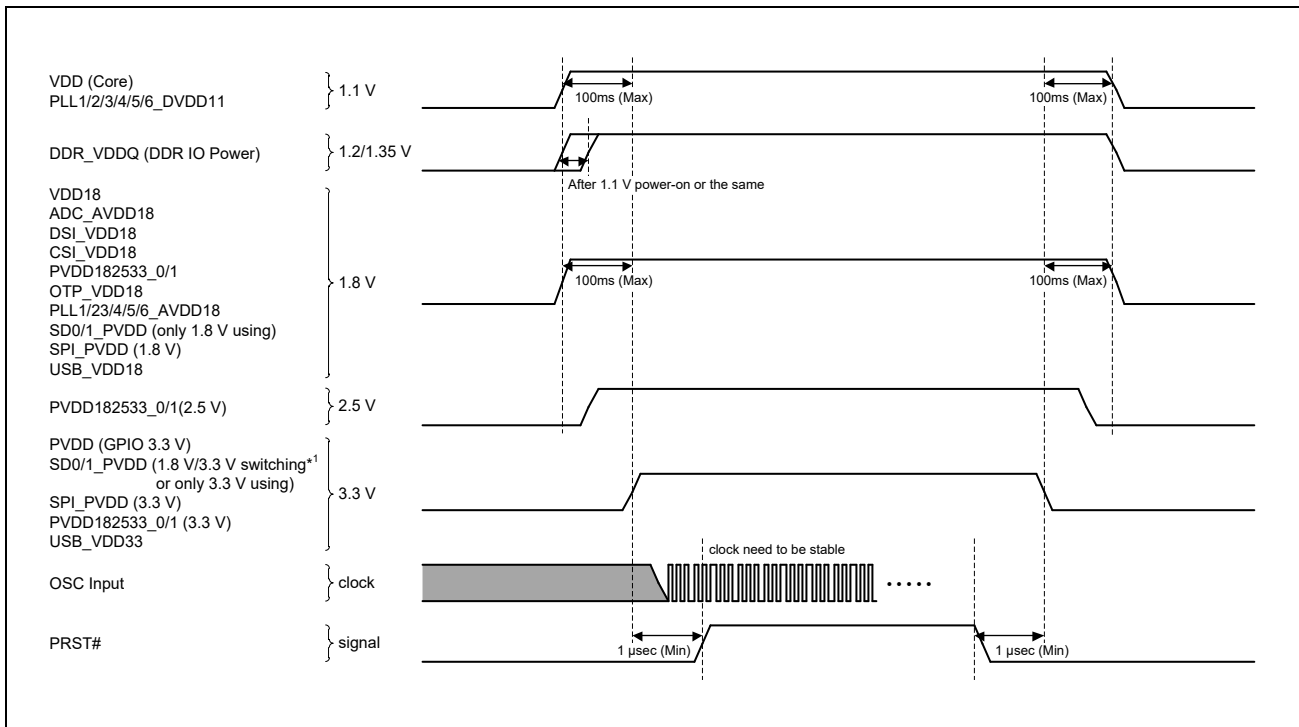 VDD (Core)
PLL1/2/3/4/5/6_DVDD11
1.1 V
100ms (Max)
100ms (Max)
DDR_VDDQ (DDR IO Power)
1.2/1.35 V
After 1.1 V power-on or the same
VDD18
ADC_AVDD18
DSI_VDD18
CSI_VDD18
PVDD182533_0/1
OTP_VDD18
PLL1/23/4/5/6_AVDD18
SD0/1_PVDD (only 1.8 V using)
SPI_PVDD (1.8 V)
USB_VDD18
1.8 V
100ms (Max)
100ms (Max)
PVDD182533_0/1(2.5 V)
2.5 V
PVDD (GPIO 3.3 V)
SD0/1_PVDD (1.8 V/3.3 V switching*1
or only 3.3 V using)
SPI_PVDD (3.3 V)
PVDD182533_0/1 (3.3 V)
USB_VDD33
3.3 V
clock need to be stable
OSC Input
clock
PRST#
signal
1 μsec (Min)
1 μsec (Min)